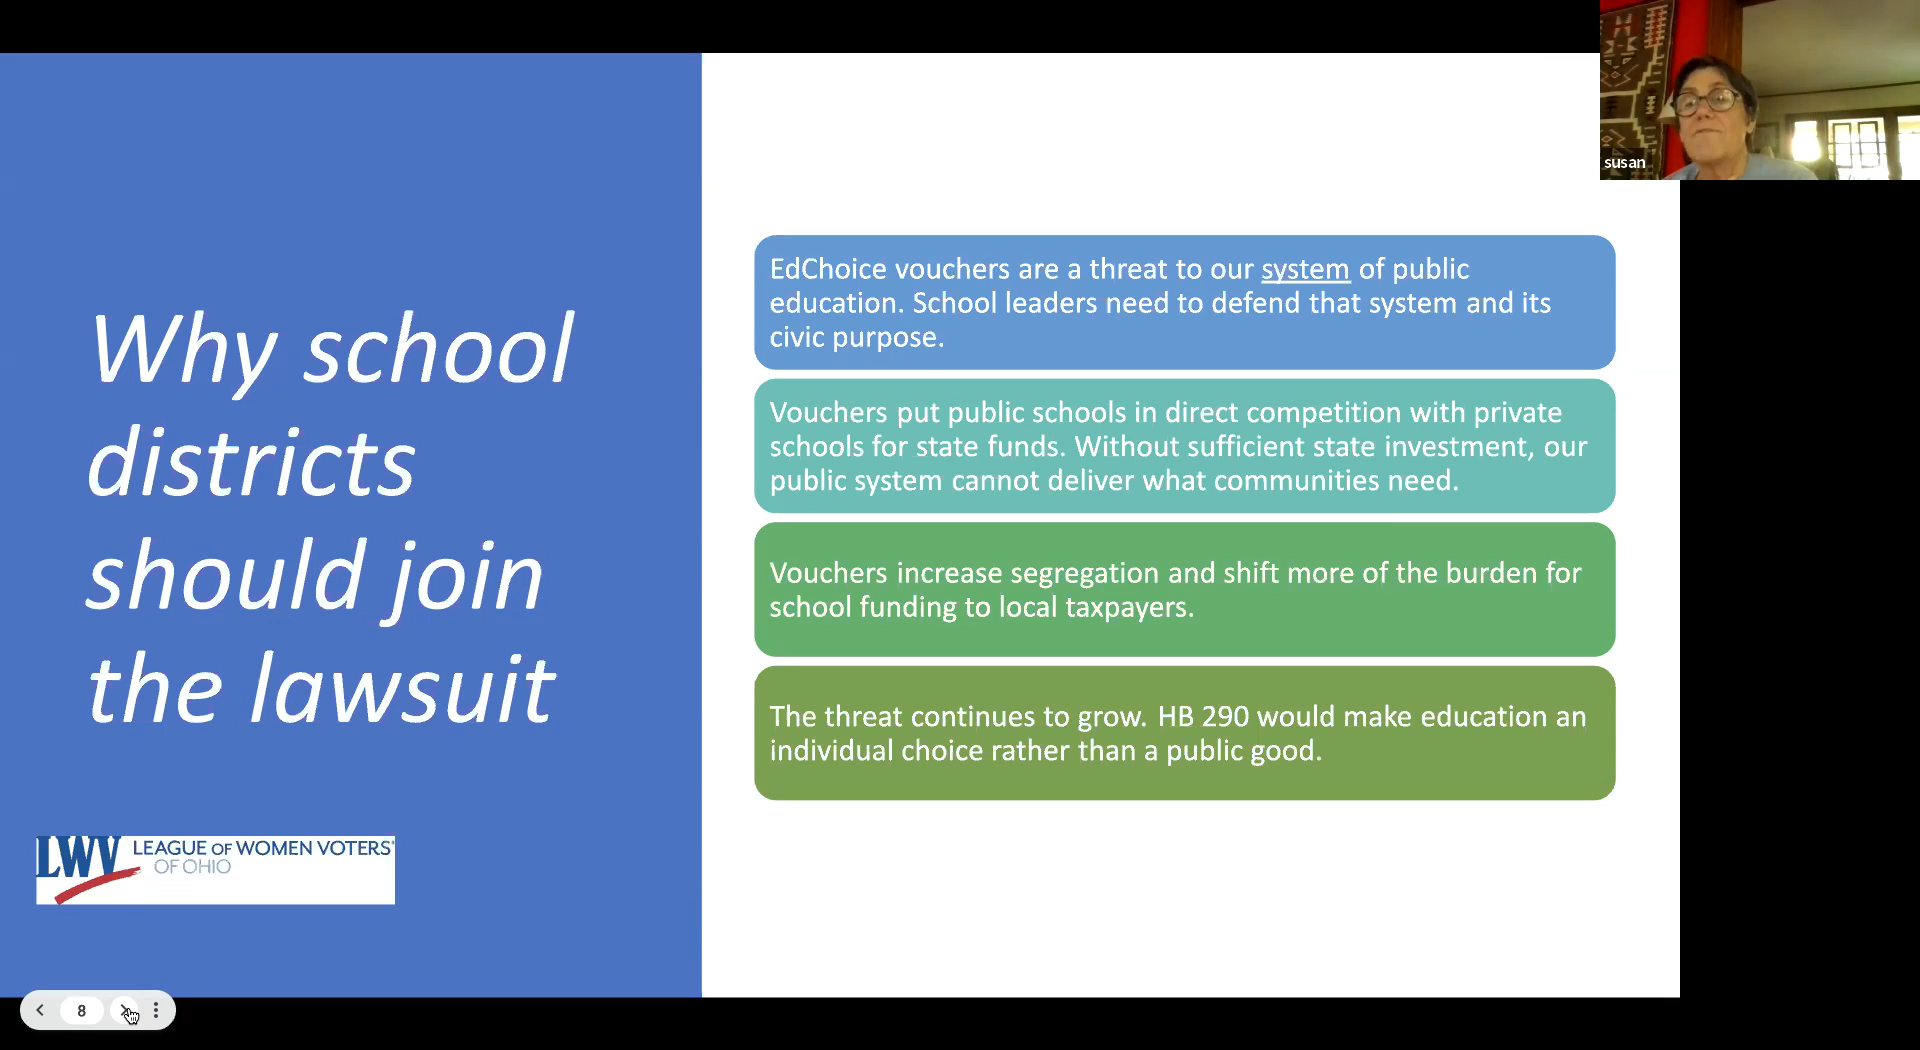 susan
Why school
districts
should join
the lawsuit
EdChoice vouchers are a threat to our system of public
education. School leaders need to defend that system and its
civic purpose.
Vouchers put public schools in direct competition with private
schools for state funds. Without sufficient state investment, our
public system cannot deliver what communities need.
Vouchers increase segregation and shift more of the burden for
school funding to local taxpayers.
The threat continues to grow. HB 290 would make education an
individual choice rather than a public good.
LWV LEAGUE OF WOMEN VOTERS®
OF OHIO
8